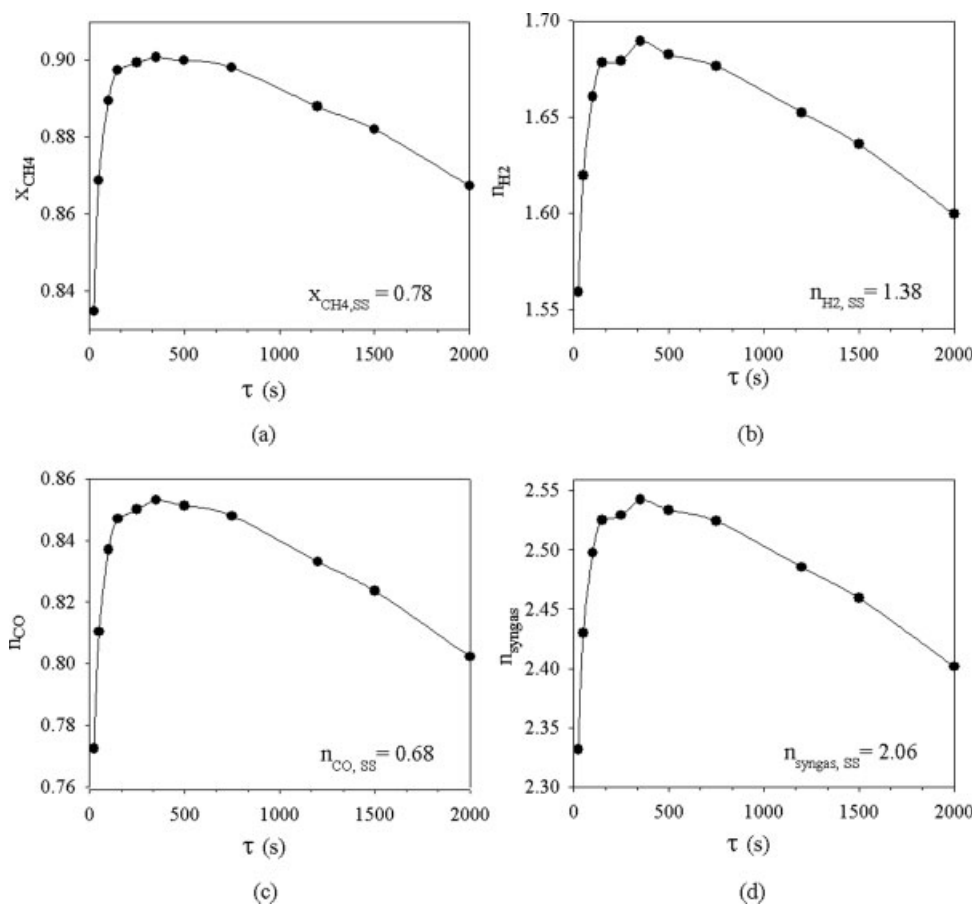 0.90
0.88
0.86
0.84
x_CH4
x_CH4,SS = 0.78
0 500 1000 1500 2000
τ (s)
(a)
1.70
1.65
1.60
1.55
n_H2
n_H2, SS = 1.38
0 500 1000 1500 2000
τ (s)
(b)
0.86
0.84
0.82
0.80
0.78
0.76
n_CO
n_CO, SS = 0.68
0 500 1000 1500 2000
τ (s)
(c)
2.55
2.50
2.45
2.40
2.35
2.30
n_syngas
n_syngas, SS = 2.06
0 500 1000 1500 2000
τ (s)
(d)